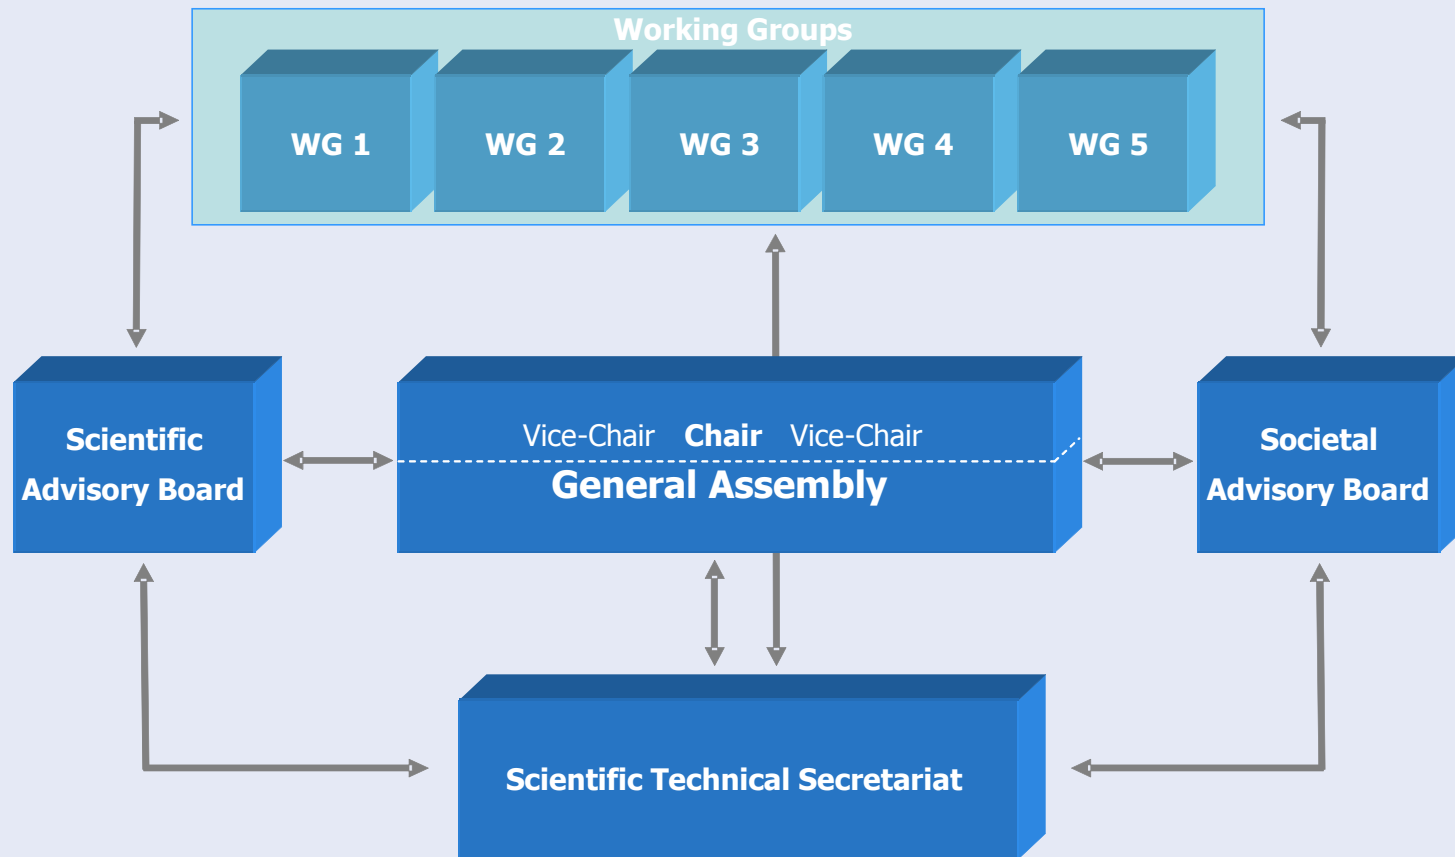 Working Groups
WG 1
WG 2
WG 3
WG 4
WG 5
Scientific
Advisory Board
Vice-Chair Chair Vice-Chair
General Assembly
Societal
Advisory Board
Scientific Technical Secretariat